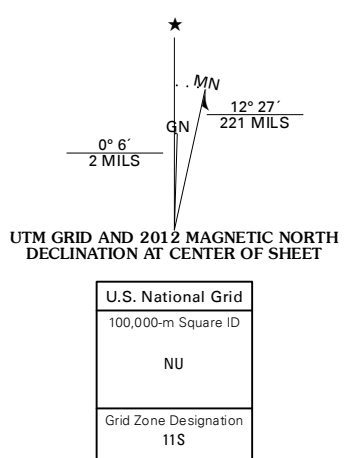 ★
MN
GN
12° 27´
221 MILS
0° 6´
2 MILS
UTM GRID AND 2012 MAGNETIC NORTH
DECLINATION AT CENTER OF SHEET
U.S. National Grid
100,000-m Square ID
NU
Grid Zone Designation
11S